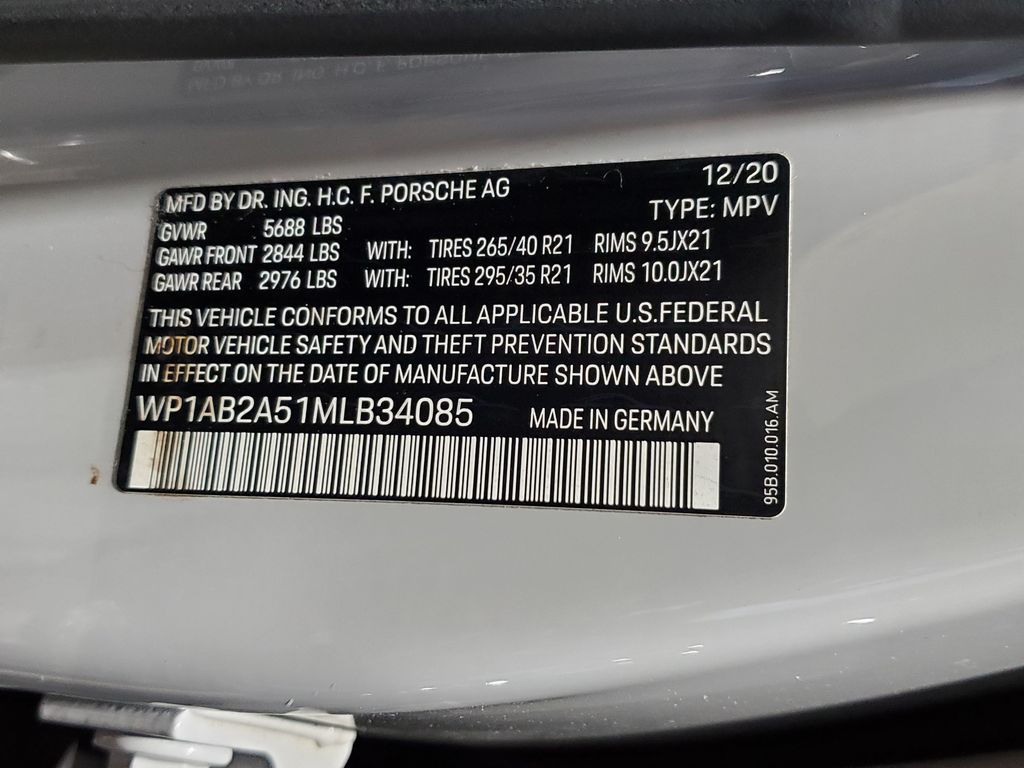 MFD BY DR. ING. H.C. F. PORSCHE AG 12/20
GVWR 5688 LBS TYPE: MPV
GAWR FRONT 2844 LBS WITH: TIRES 265/40 R21 RIMS 9.5JX21
GAWR REAR 2976 LBS WITH: TIRES 295/35 R21 RIMS 10.0JX21
THIS VEHICLE CONFORMS TO ALL APPLICABLE U.S.FEDERAL
MOTOR VEHICLE SAFETY AND THEFT PREVENTION STANDARDS
IN EFFECT ON THE DATE OF MANUFACTURE SHOWN ABOVE
WP1AB2A51MLB34085 MADE IN GERMANY
95B.010.016.AM